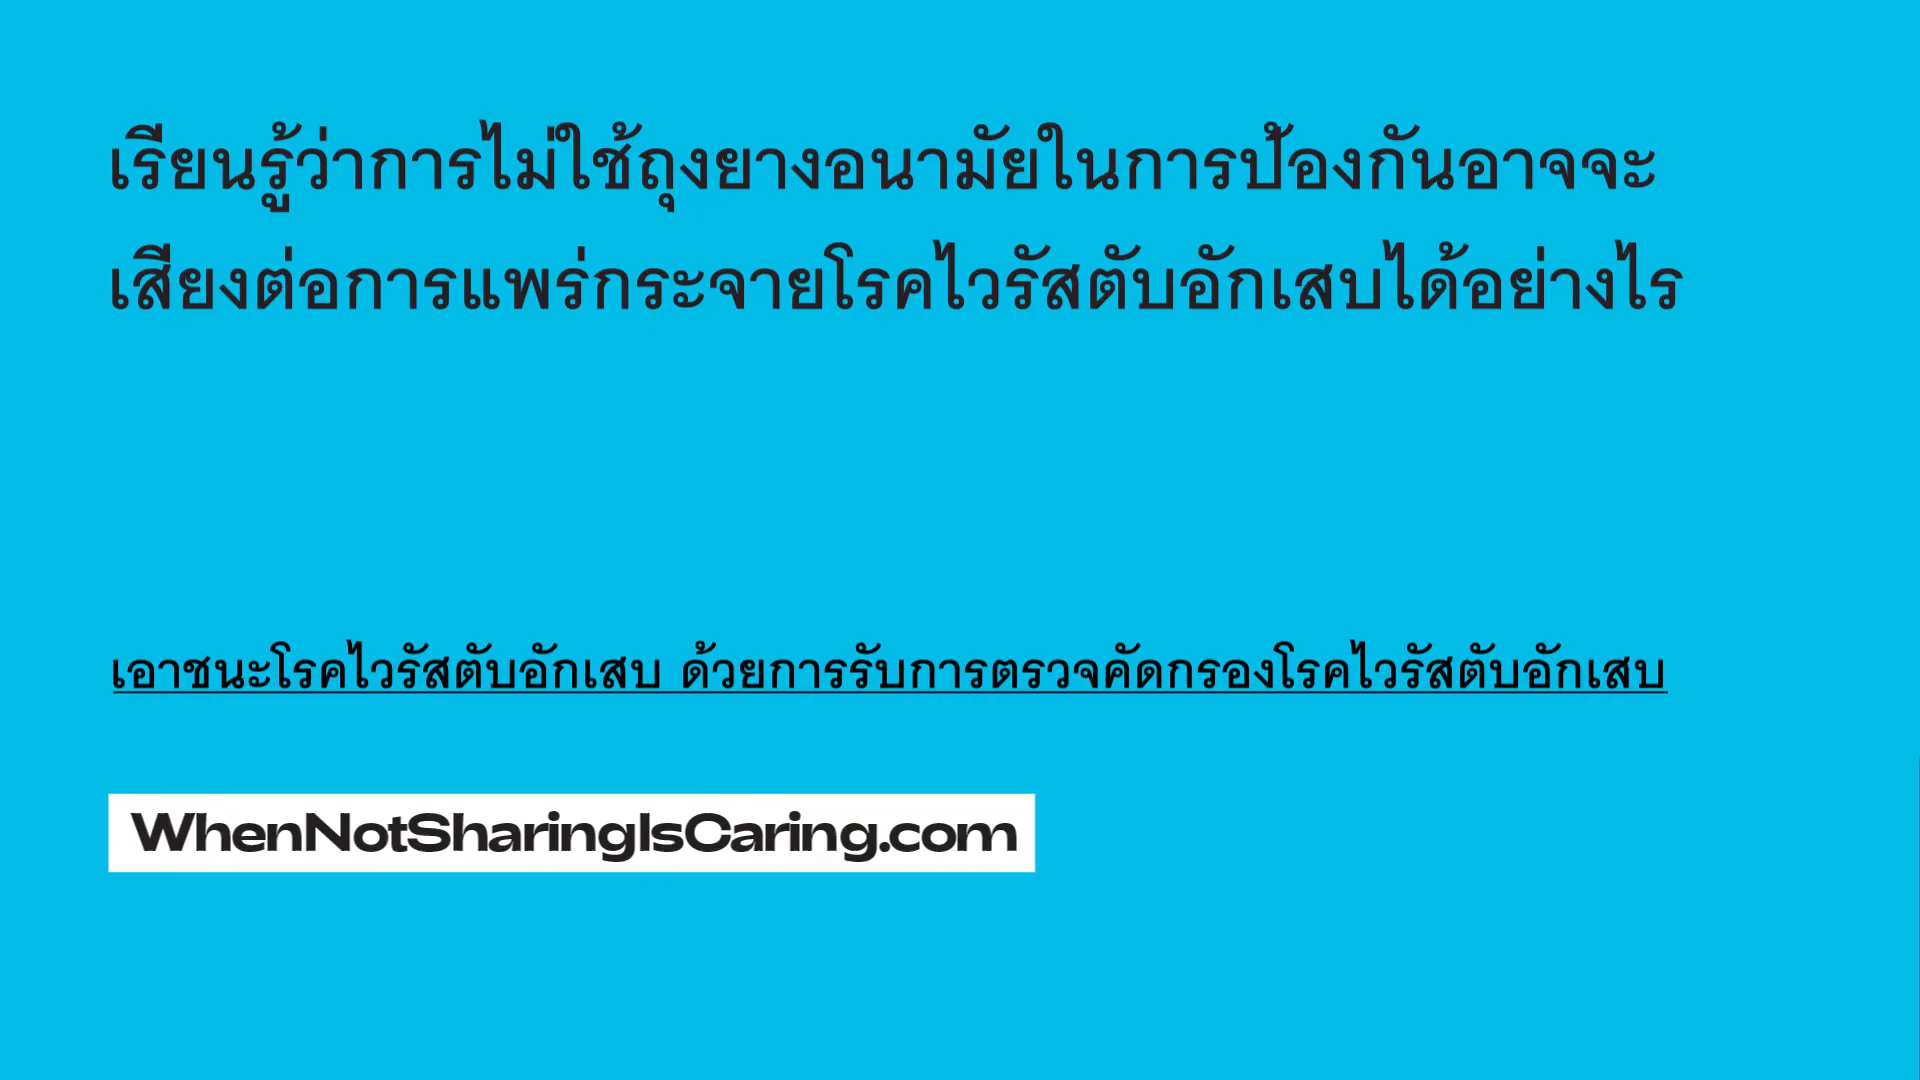 เรียนรู้ว่าการไม่ใช้ถุงยางอนามัยในการป้องกันอาจจะ
เสี่ยงต่อการแพร่กระจายโรคไวรัสตับอักเสบได้อย่างไร
เอาชนะโรคไวรัสตับอักเสบ ด้วยการรับการตรวจคัดกรองโรคไวรัสตับอักเสบ
WhenNotSharingIsCaring.com